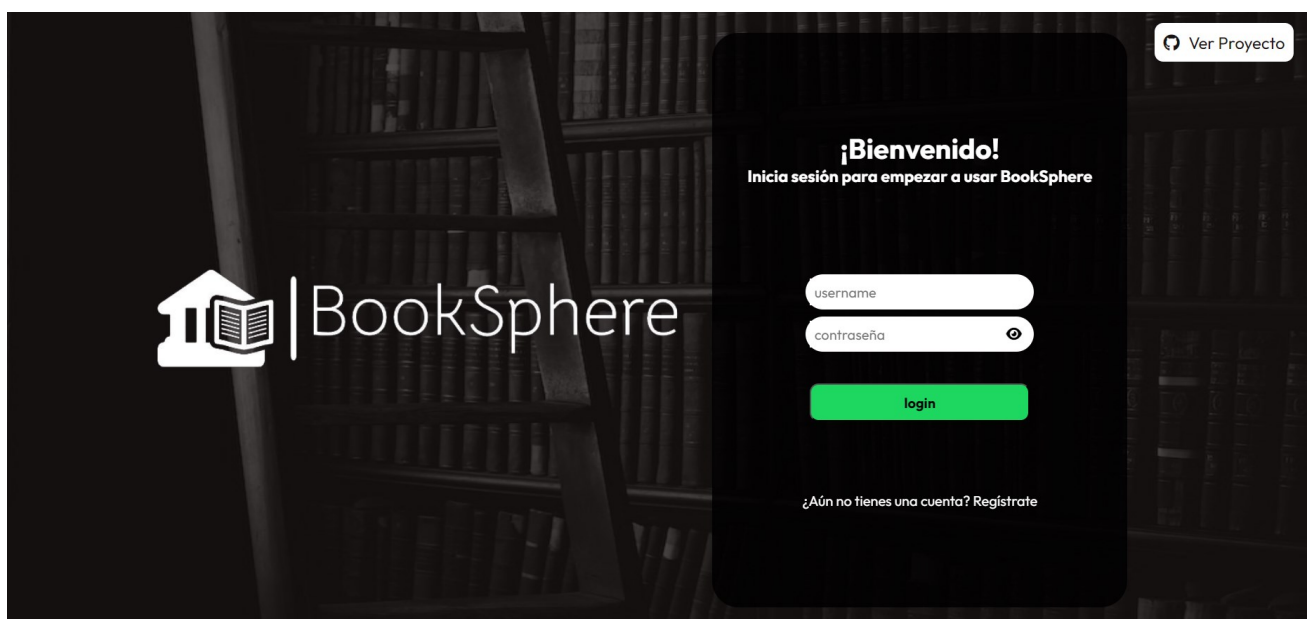 Ver Proyecto
¡Bienvenido!
Inicia sesión para empezar a usar BookSphere
BookSphere
username
contraseña
login
¿Aún no tienes una cuenta? Regístrate